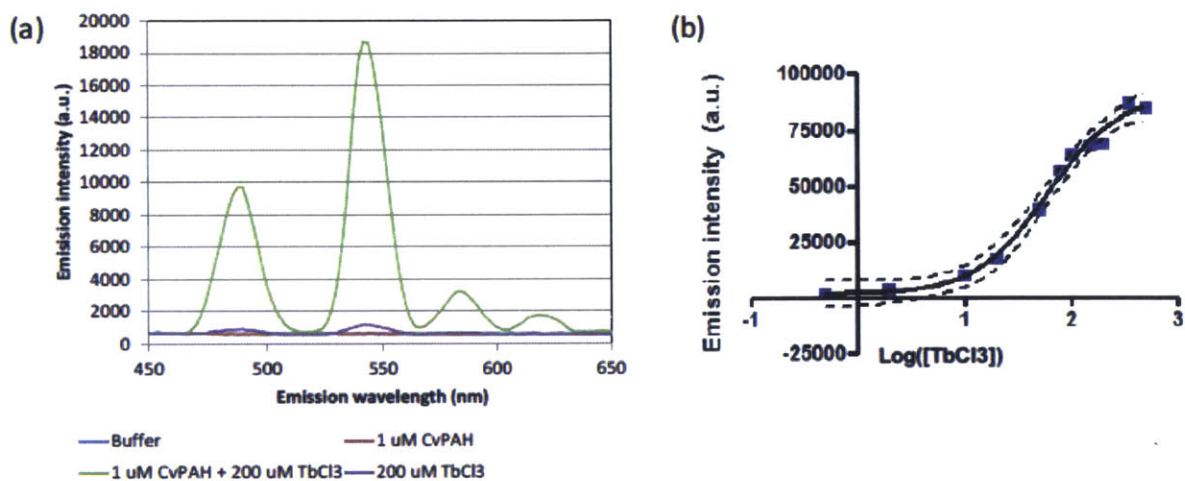 (a)
20000
18000
16000
14000
12000
10000
8000
6000
4000
2000
0
Emisision intensity (a.u.)
450 500 550 600 650
Emission wavelength (nm)
Buffer 1 uM CvPAH
1 uM CvPAH + 200 uM TbCl3 200 uM TbCl3
(b)
100000
75000
50000
25000
-25000
Emission intensity (a.u.)
-1 1 2 3
Log([TbCl3])